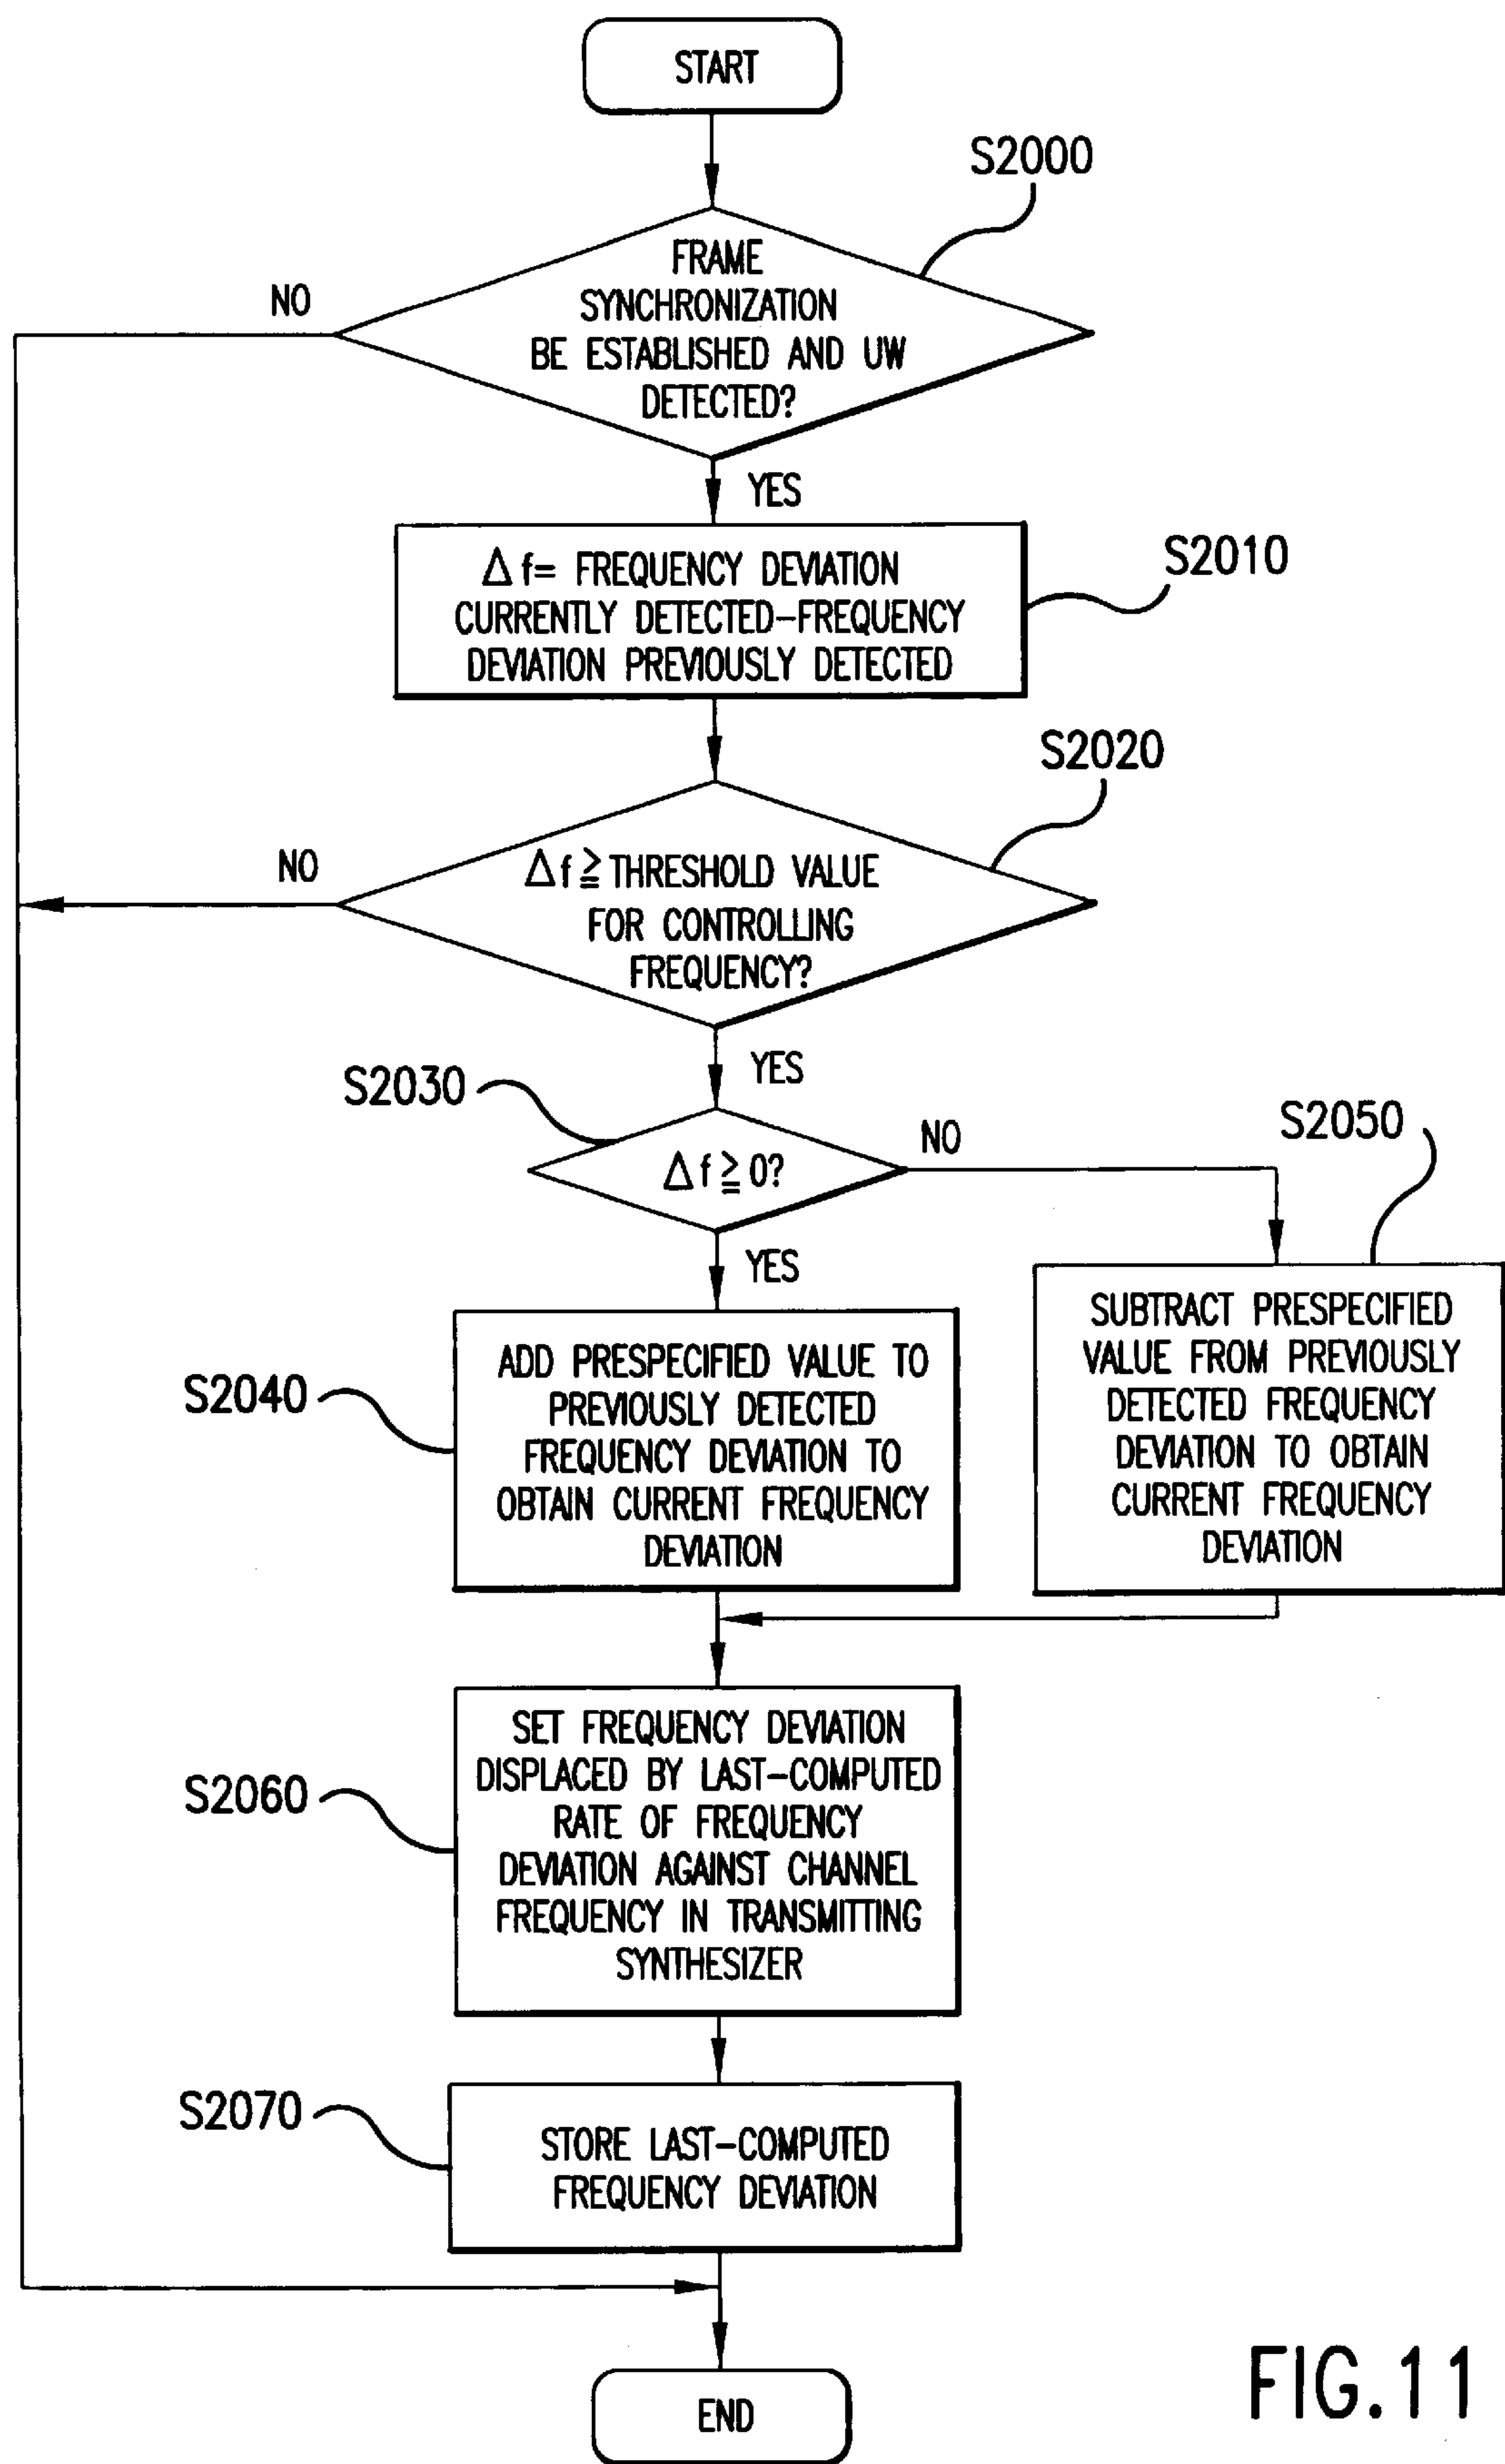 START
S2000
FRAME
SYNCHRONIZATION
BE ESTABLISHED AND UW
DETECTED?
NO
YES
Δf= FREQUENCY DEVIATION
CURRENTLY DETECTED-FREQUENCY
DEVIATION PREVIOUSLY DETECTED
S2010
S2020
Δf≧THRESHOLD VALUE
FOR CONTROLLING
FREQUENCY?
NO
YES
S2030
Δf≧0?
NO
YES
S2050
SUBTRACT PRESPECIFIED
VALUE FROM PREVIOUSLY
DETECTED FREQUENCY
DEVIATION TO OBTAIN
CURRENT FREQUENCY
DEVIATION
S2040
ADD PRESPECIFIED VALUE TO
PREVIOUSLY DETECTED
FREQUENCY DEVIATION TO
OBTAIN CURRENT FREQUENCY
DEVIATION
S2060
SET FREQUENCY DEVIATION
DISPLACED BY LAST-COMPUTED
RATE OF FREQUENCY
DEVIATION AGAINST CHANNEL
FREQUENCY IN TRANSMITTING
SYNTHESIZER
S2070
STORE LAST-COMPUTED
FREQUENCY DEVIATION
END
FIG.11